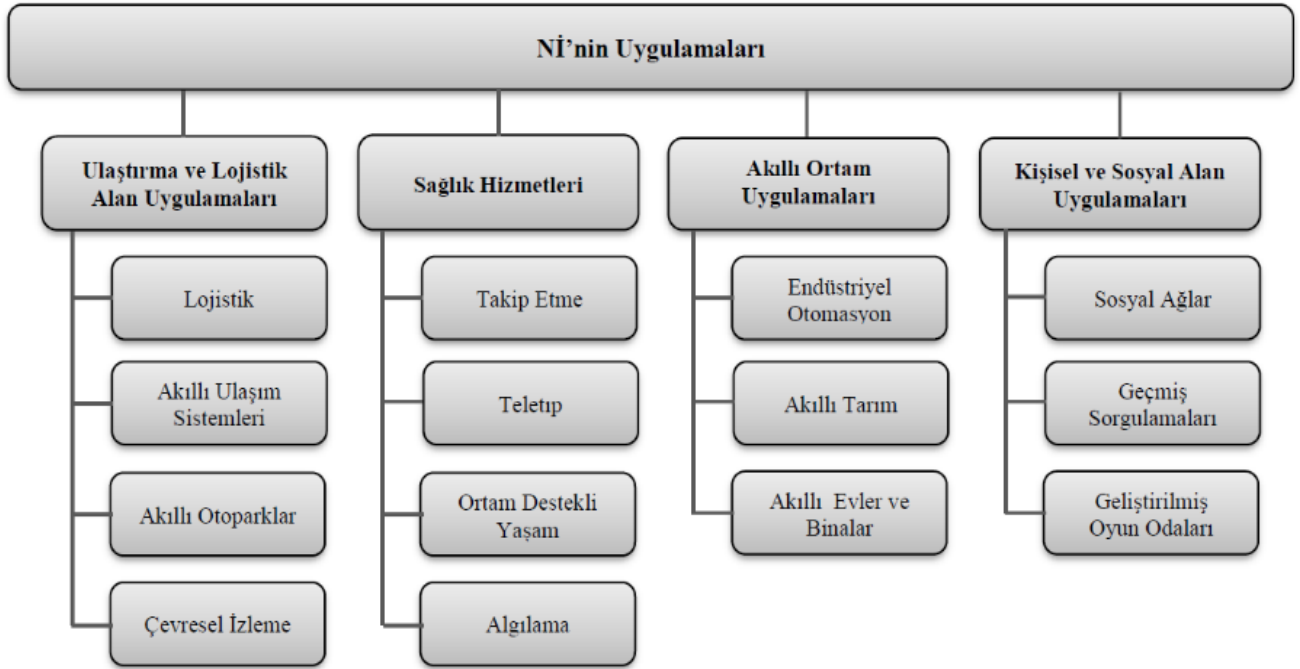 Nİ’nin Uygulamaları
Ulaştırma ve Lojistik
Alan Uygulamaları
Lojistik
Akıllı Ulaşım
Sistemleri
Akıllı Otoparklar
Çevresel İzleme
Sağlık Hizmetleri
Takip Etme
Teletıp
Ortam Destekli
Yaşam
Algılama
Akıllı Ortam
Uygulamaları
Endüstriyel
Otomasyon
Akıllı Tarım
Akıllı Evler ve
Binalar
Kişisel ve Sosyal Alan
Uygulamaları
Sosyal Ağlar
Geçmiş
Sorgulamaları
Geliştirilmiş
Oyun Odaları